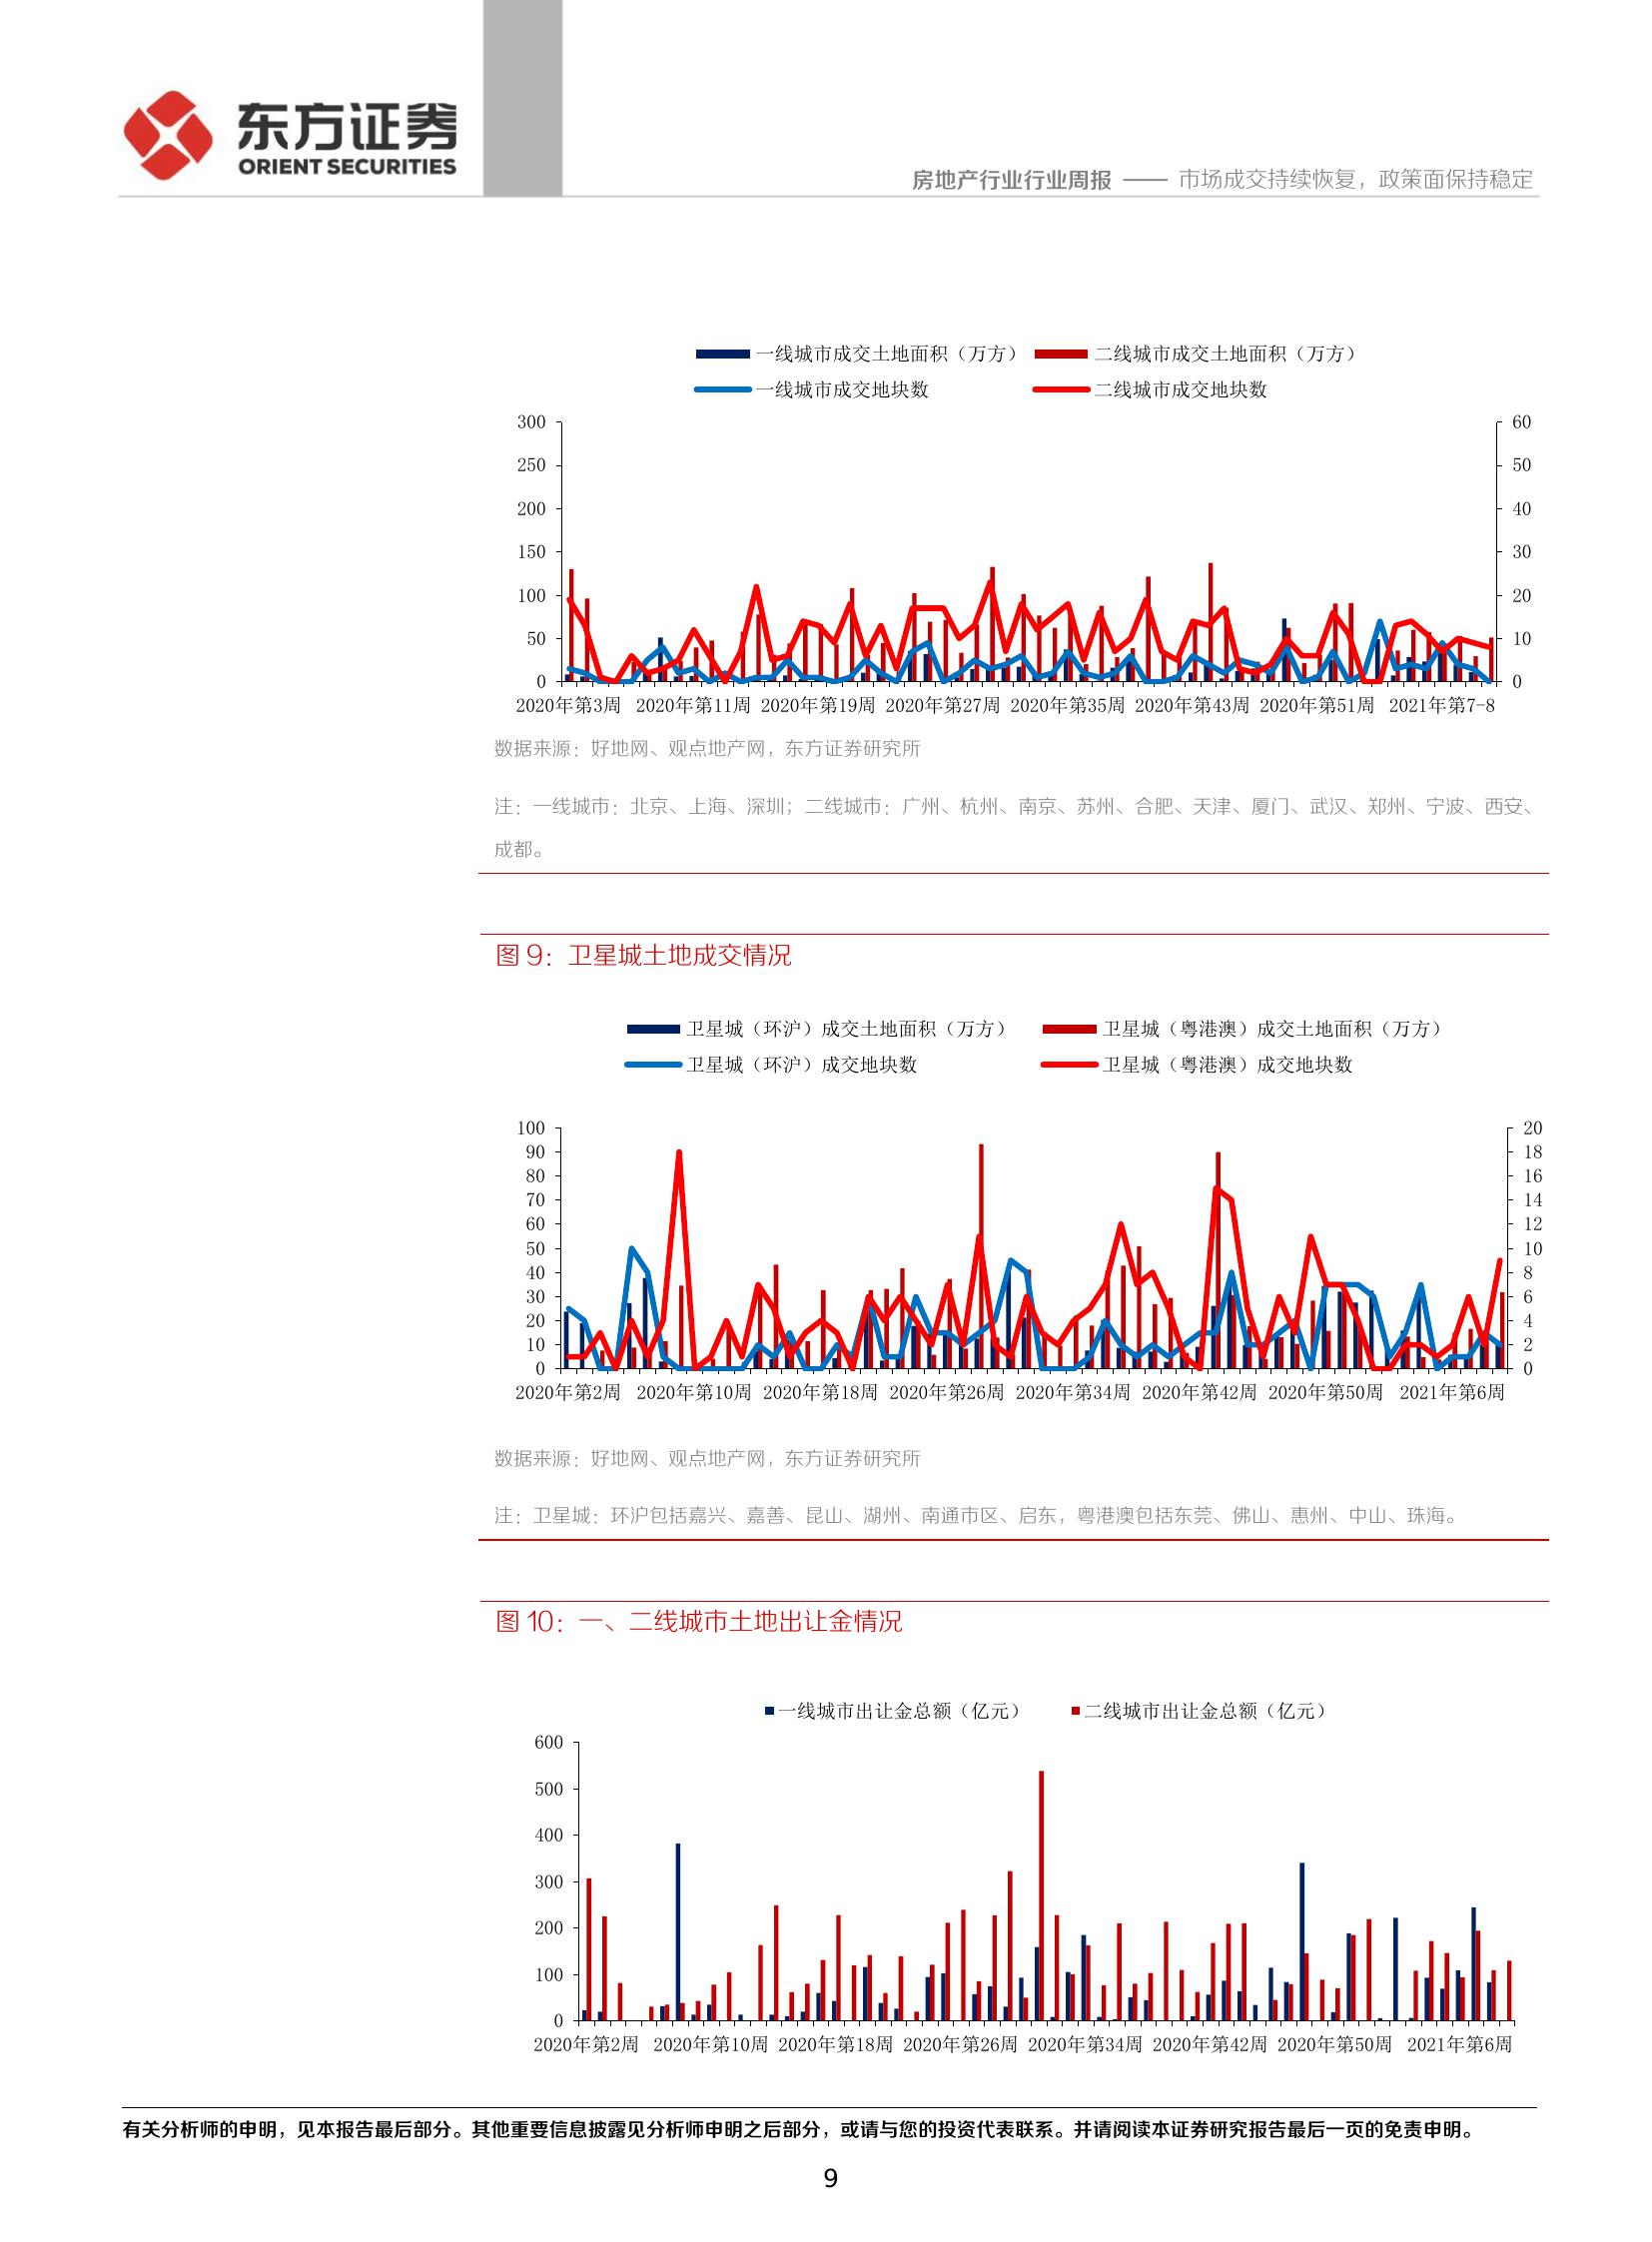 东方证券
ORIENT SECURITIES
房地产行业行业周报 —— 市场成交持续恢复，政策面保持稳定
一线城市成交土地面积（万方） 二线城市成交土地面积（万方）
一线城市成交地块数 二线城市成交地块数
300 60
250 50
200 40
150 30
100 20
50 10
0 0
2020年第3周 2020年第11周 2020年第19周 2020年第27周 2020年第35周 2020年第43周 2020年第51周 2021年第7-8
数据来源：好地网、观点地产网，东方证券研究所
注：一线城市：北京、上海、深圳；二线城市：广州、杭州、南京、苏州、合肥、天津、厦门、武汉、郑州、宁波、西安、
成都。
图 9：卫星城土地成交情况
卫星城（环沪）成交土地面积（万方） 卫星城（粤港澳）成交土地面积（万方）
卫星城（环沪）成交地块数 卫星城（粤港澳）成交地块数
100 20
90 18
80 16
70 14
60 12
50 10
40 8
30 6
20 4
10 2
0 0
2020年第2周 2020年第10周 2020年第18周 2020年第26周 2020年第34周 2020年第42周 2020年第50周 2021年第6周
数据来源：好地网、观点地产网，东方证券研究所
注：卫星城：环沪包括嘉兴、嘉善、昆山、湖州、南通市区、启东，粤港澳包括东莞、佛山、惠州、中山、珠海。
图 10：一、二线城市土地出让金情况
一线城市出让金总额（亿元） 二线城市出让金总额（亿元）
600
500
400
300
200
100
0
2020年第2周 2020年第10周 2020年第18周 2020年第26周 2020年第34周 2020年第42周 2020年第50周 2021年第6周
有关分析师的申明，见本报告最后部分。其他重要信息披露见分析师申明之后部分，或请与您的投资代表联系。并请阅读本证券研究报告最后一页的免责申明。
9